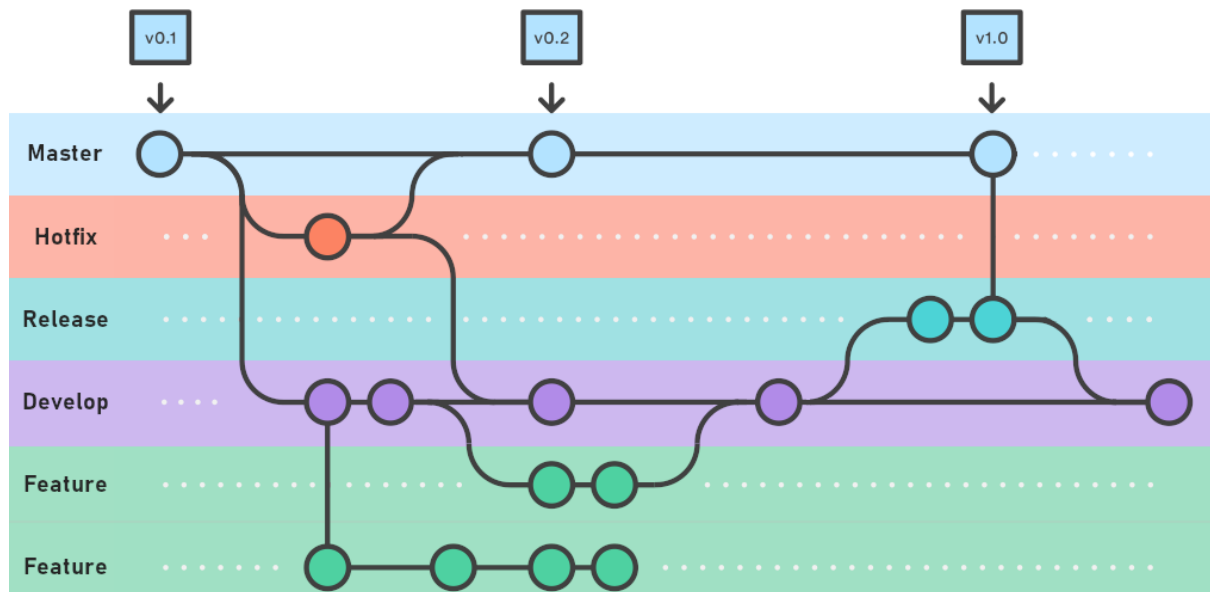 v0.1
v0.2
v1.0
Master
Hotfix
Release
Develop
Feature
Feature